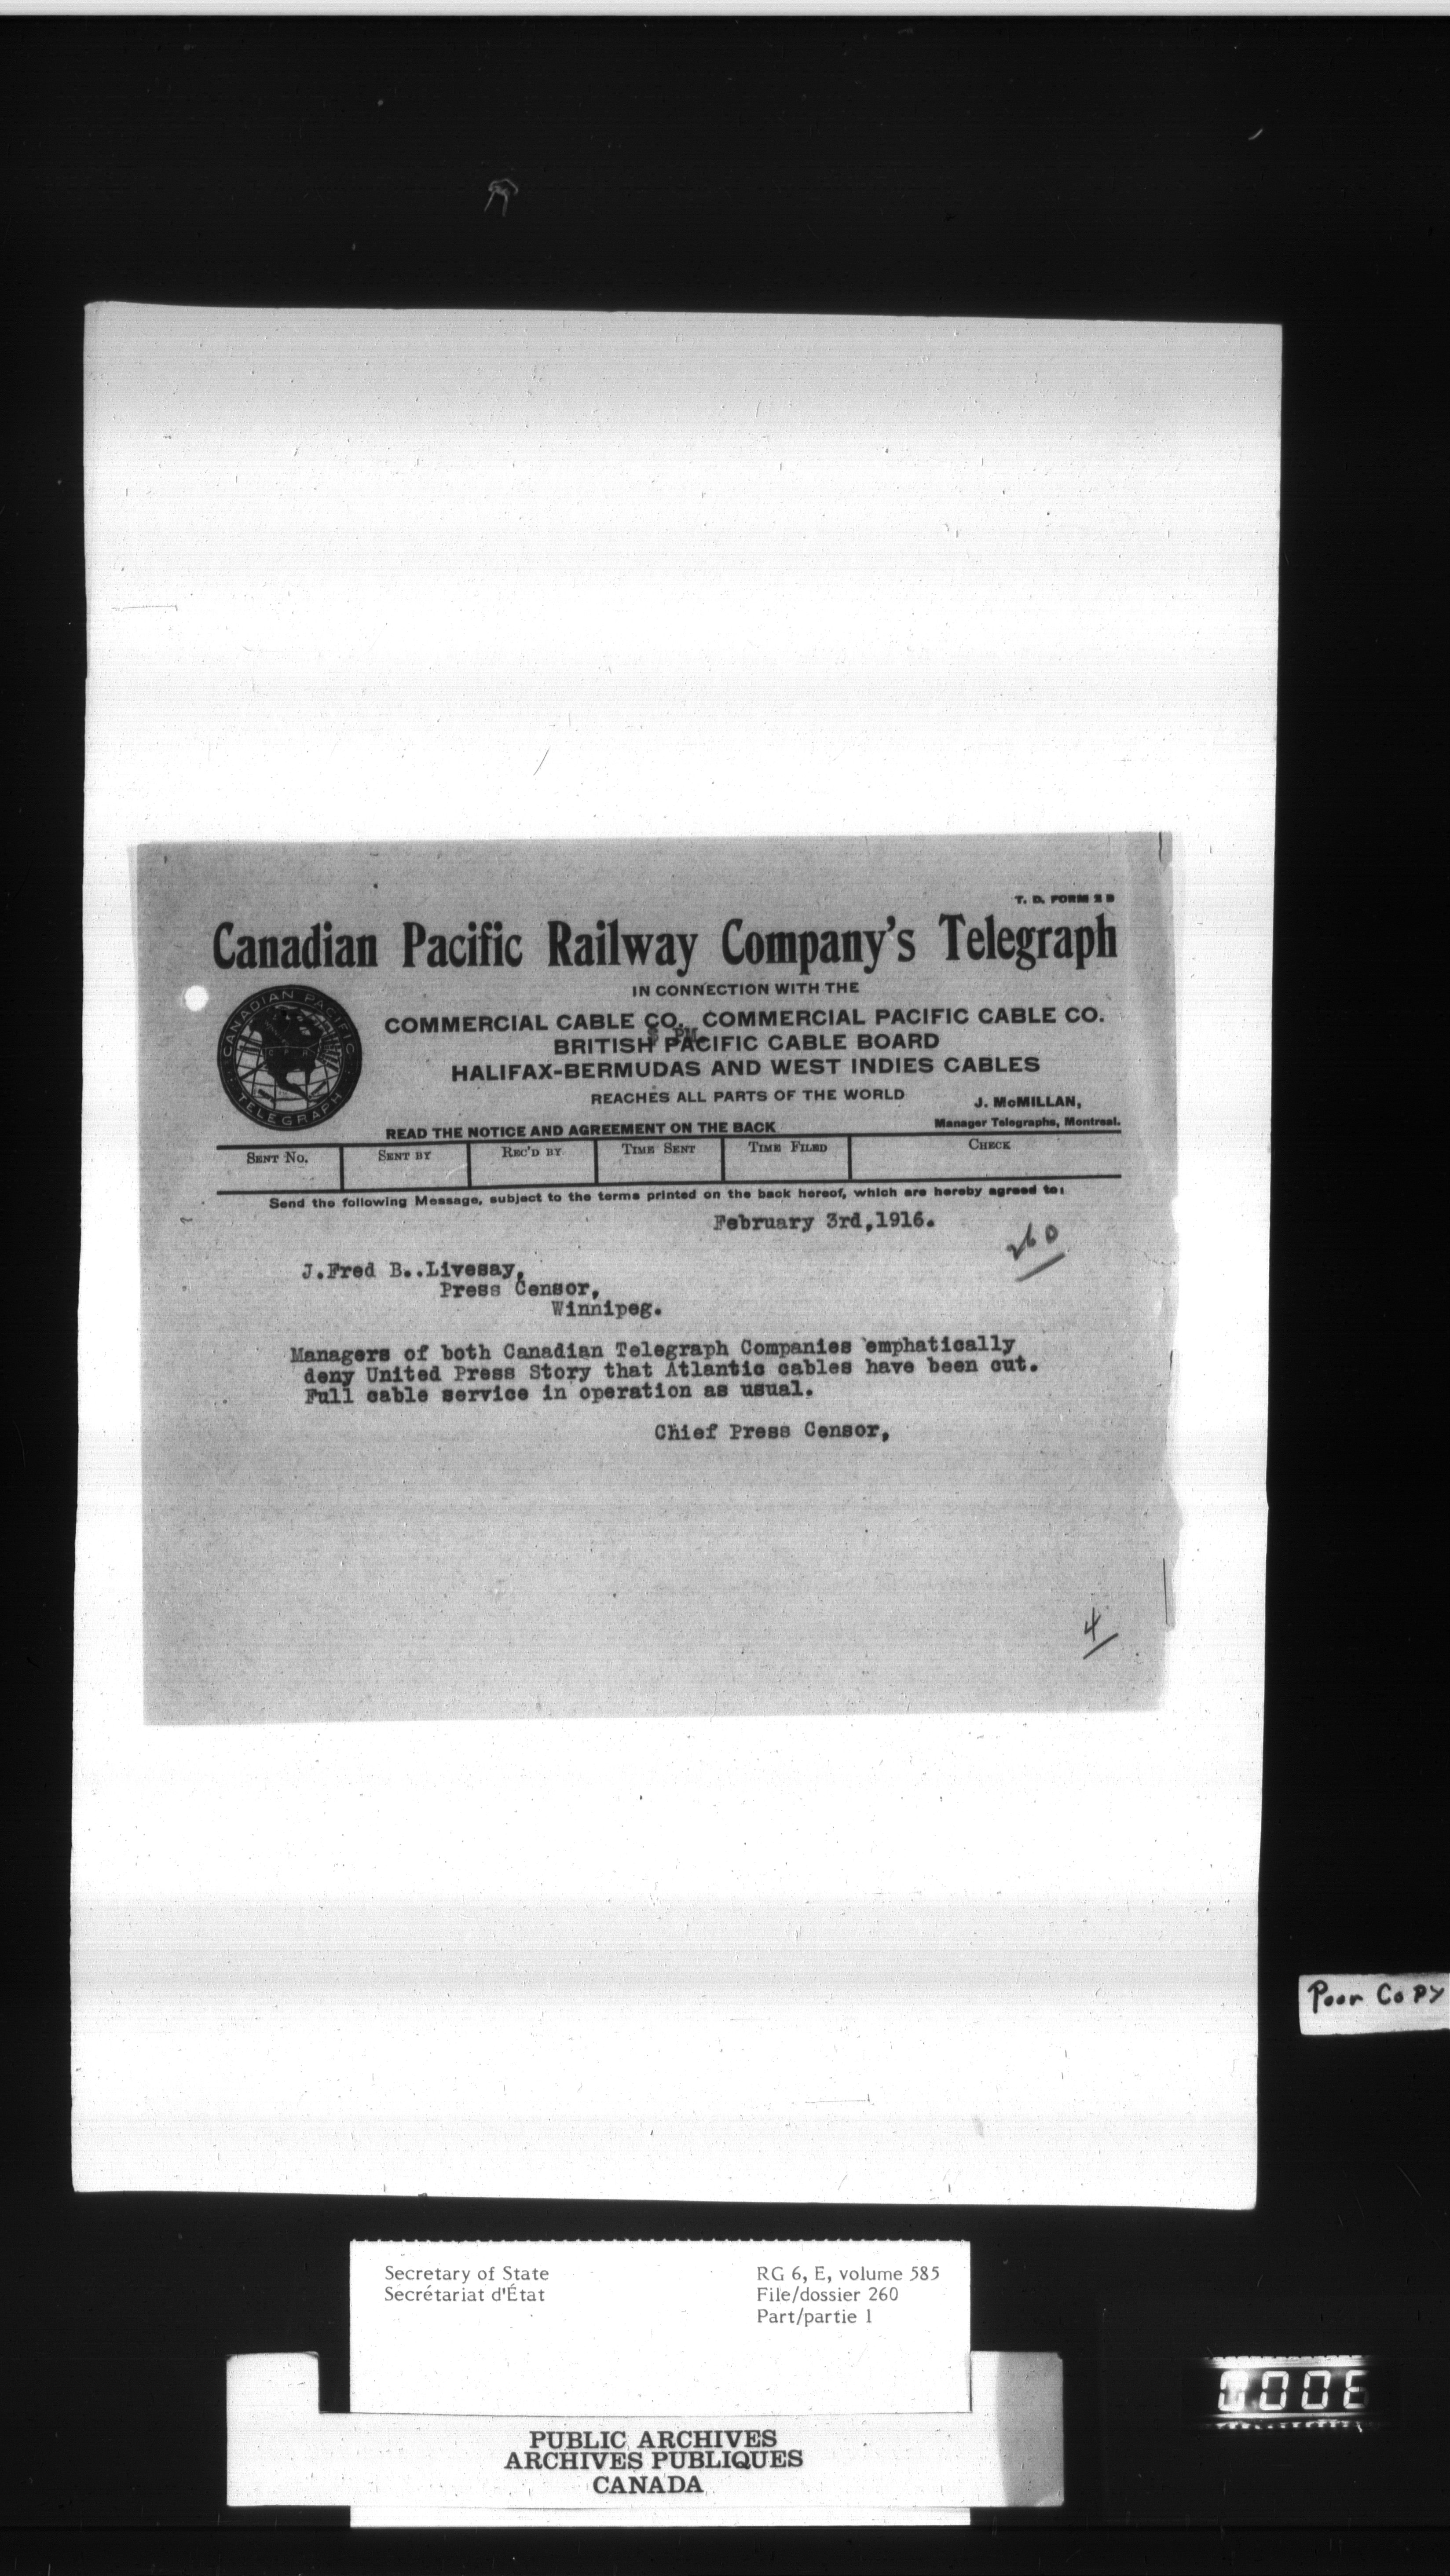 T. D. FORM 2 B
Canadian Pacific Railway Company's Telegraph
IN CONNECTION WITH THE
COMMERCIAL CABLE CO., COMMERCIAL PACIFIC CABLE CO.
PM.
BRITISH PACIFIC CABLE BOARD
HALIFAX-BERMUDAS AND WEST INDIES CABLES
REACHES ALL PARTS OF THE WORLD
CANADIAN PACIFIC
TELEGRAPH
J. McMILLAN,
Manager Telegraphs, Montreal.
READ THE NOTICE AND AGREEMENT ON THE BACK
SENT NO. SENT BY REC'D BY TIME SENT TIME FILED CHECK
Send the following Message, subject to the terms printed on the back hereof, which are hereby agreed to:
February 3rd,1916.
260
J.Fred B..Livesay,
Press Censor,
Winnipeg.
Managers of both Canadian Telegraph Companies emphatically
deny United Press Story that Atlantic cables have been cut.
Full cable service in operation as usual.
Chief Press Censor,
4
Poor Copy
Secretary of State
Secrétariat d'État
RG 6, E, volume 585
File/dossier 260
Part/partie 1
PUBLIC ARCHIVES
ARCHIVES PUBLIQUES
CANADA